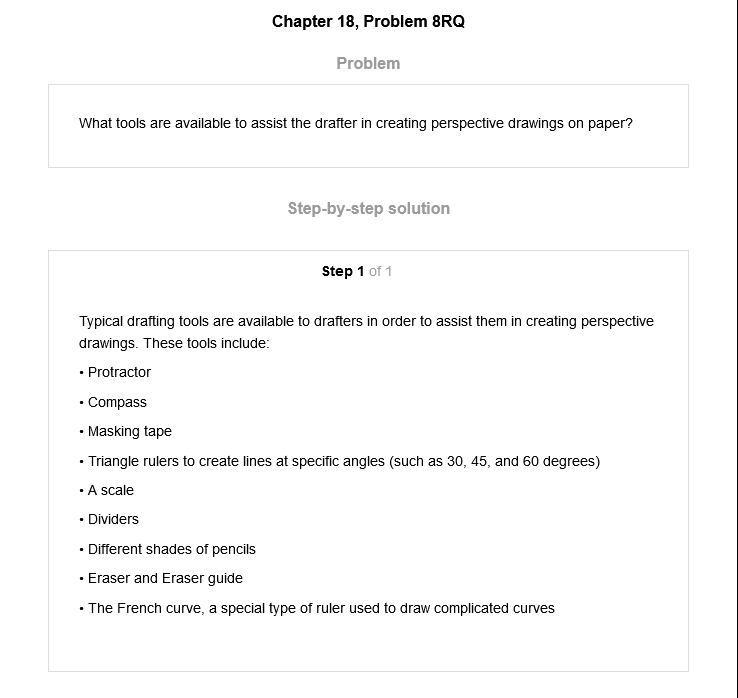 Chapter 18, Problem 8RQ
Problem
What tools are available to assist the drafter in creating perspective drawings on paper?
Step-by-step solution
Step 1 of 1
Typical drafting tools are available to drafters in order to assist them in creating perspective
drawings. These tools include:
• Protractor
• Compass
• Masking tape
• Triangle rulers to create lines at specific angles (such as 30, 45, and 60 degrees)
• A scale
• Dividers
• Different shades of pencils
• Eraser and Eraser guide
• The French curve, a special type of ruler used to draw complicated curves